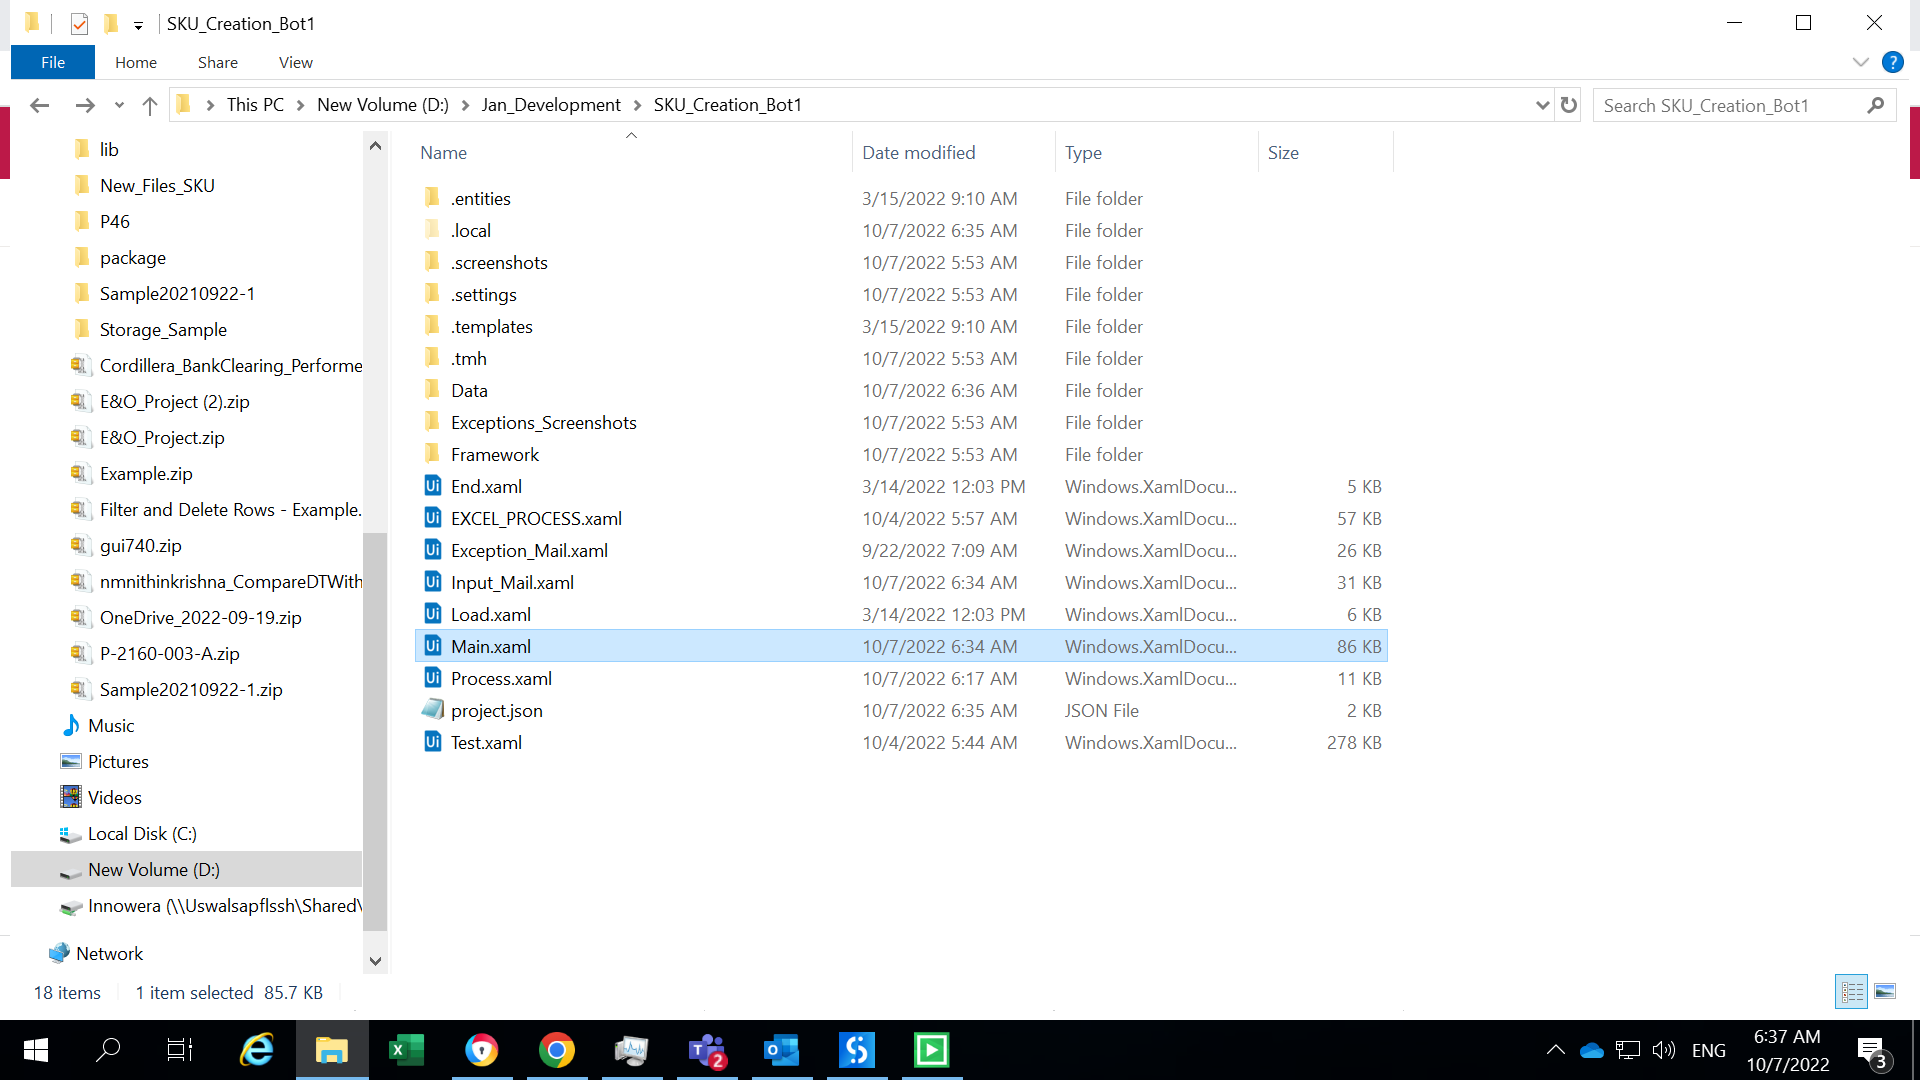 SKU_Creation_Bot1
File Home Share View
This PC New Volume (D:) Jan_Development SKU_Creation_Bot1
Search SKU_Creation_Bot1
lib
New_Files_SKU
P46
package
Sample20210922-1
Storage_Sample
Cordillera_BankClearing_Performe
E&O_Project (2).zip
E&O_Project.zip
Example.zip
Filter and Delete Rows - Example.
gui740.zip
nmnithinkrishna_CompareDTWith
OneDrive_2022-09-19.zip
P-2160-003-A.zip
Sample20210922-1.zip
Music
Pictures
Videos
Local Disk (C:)
New Volume (D:)
Innowera (\\Uswalsapflssh\Shared\
Network
Name Date modified Type Size
.entities 3/15/2022 9:10 AM File folder
.local 10/7/2022 6:35 AM File folder
.screenshots 10/7/2022 5:53 AM File folder
.settings 10/7/2022 5:53 AM File folder
.templates 3/15/2022 9:10 AM File folder
.tmh 10/7/2022 5:53 AM File folder
Data 10/7/2022 6:36 AM File folder
Exceptions_Screenshots 10/7/2022 5:53 AM File folder
Framework 10/7/2022 5:53 AM File folder
End.xaml 3/14/2022 12:03 PM Windows.XamlDocu... 5 KB
EXCEL_PROCESS.xaml 10/4/2022 5:57 AM Windows.XamlDocu... 57 KB
Exception_Mail.xaml 9/22/2022 7:09 AM Windows.XamlDocu... 26 KB
Input_Mail.xaml 10/7/2022 6:34 AM Windows.XamlDocu... 31 KB
Load.xaml 3/14/2022 12:03 PM Windows.XamlDocu... 6 KB
Main.xaml 10/7/2022 6:34 AM Windows.XamlDocu... 86 KB
Process.xaml 10/7/2022 6:17 AM Windows.XamlDocu... 11 KB
project.json 10/7/2022 6:35 AM JSON File 2 KB
Test.xaml 10/4/2022 5:44 AM Windows.XamlDocu... 278 KB
18 items 1 item selected 85.7 KB
ENG
6:37 AM
10/7/2022
3
2